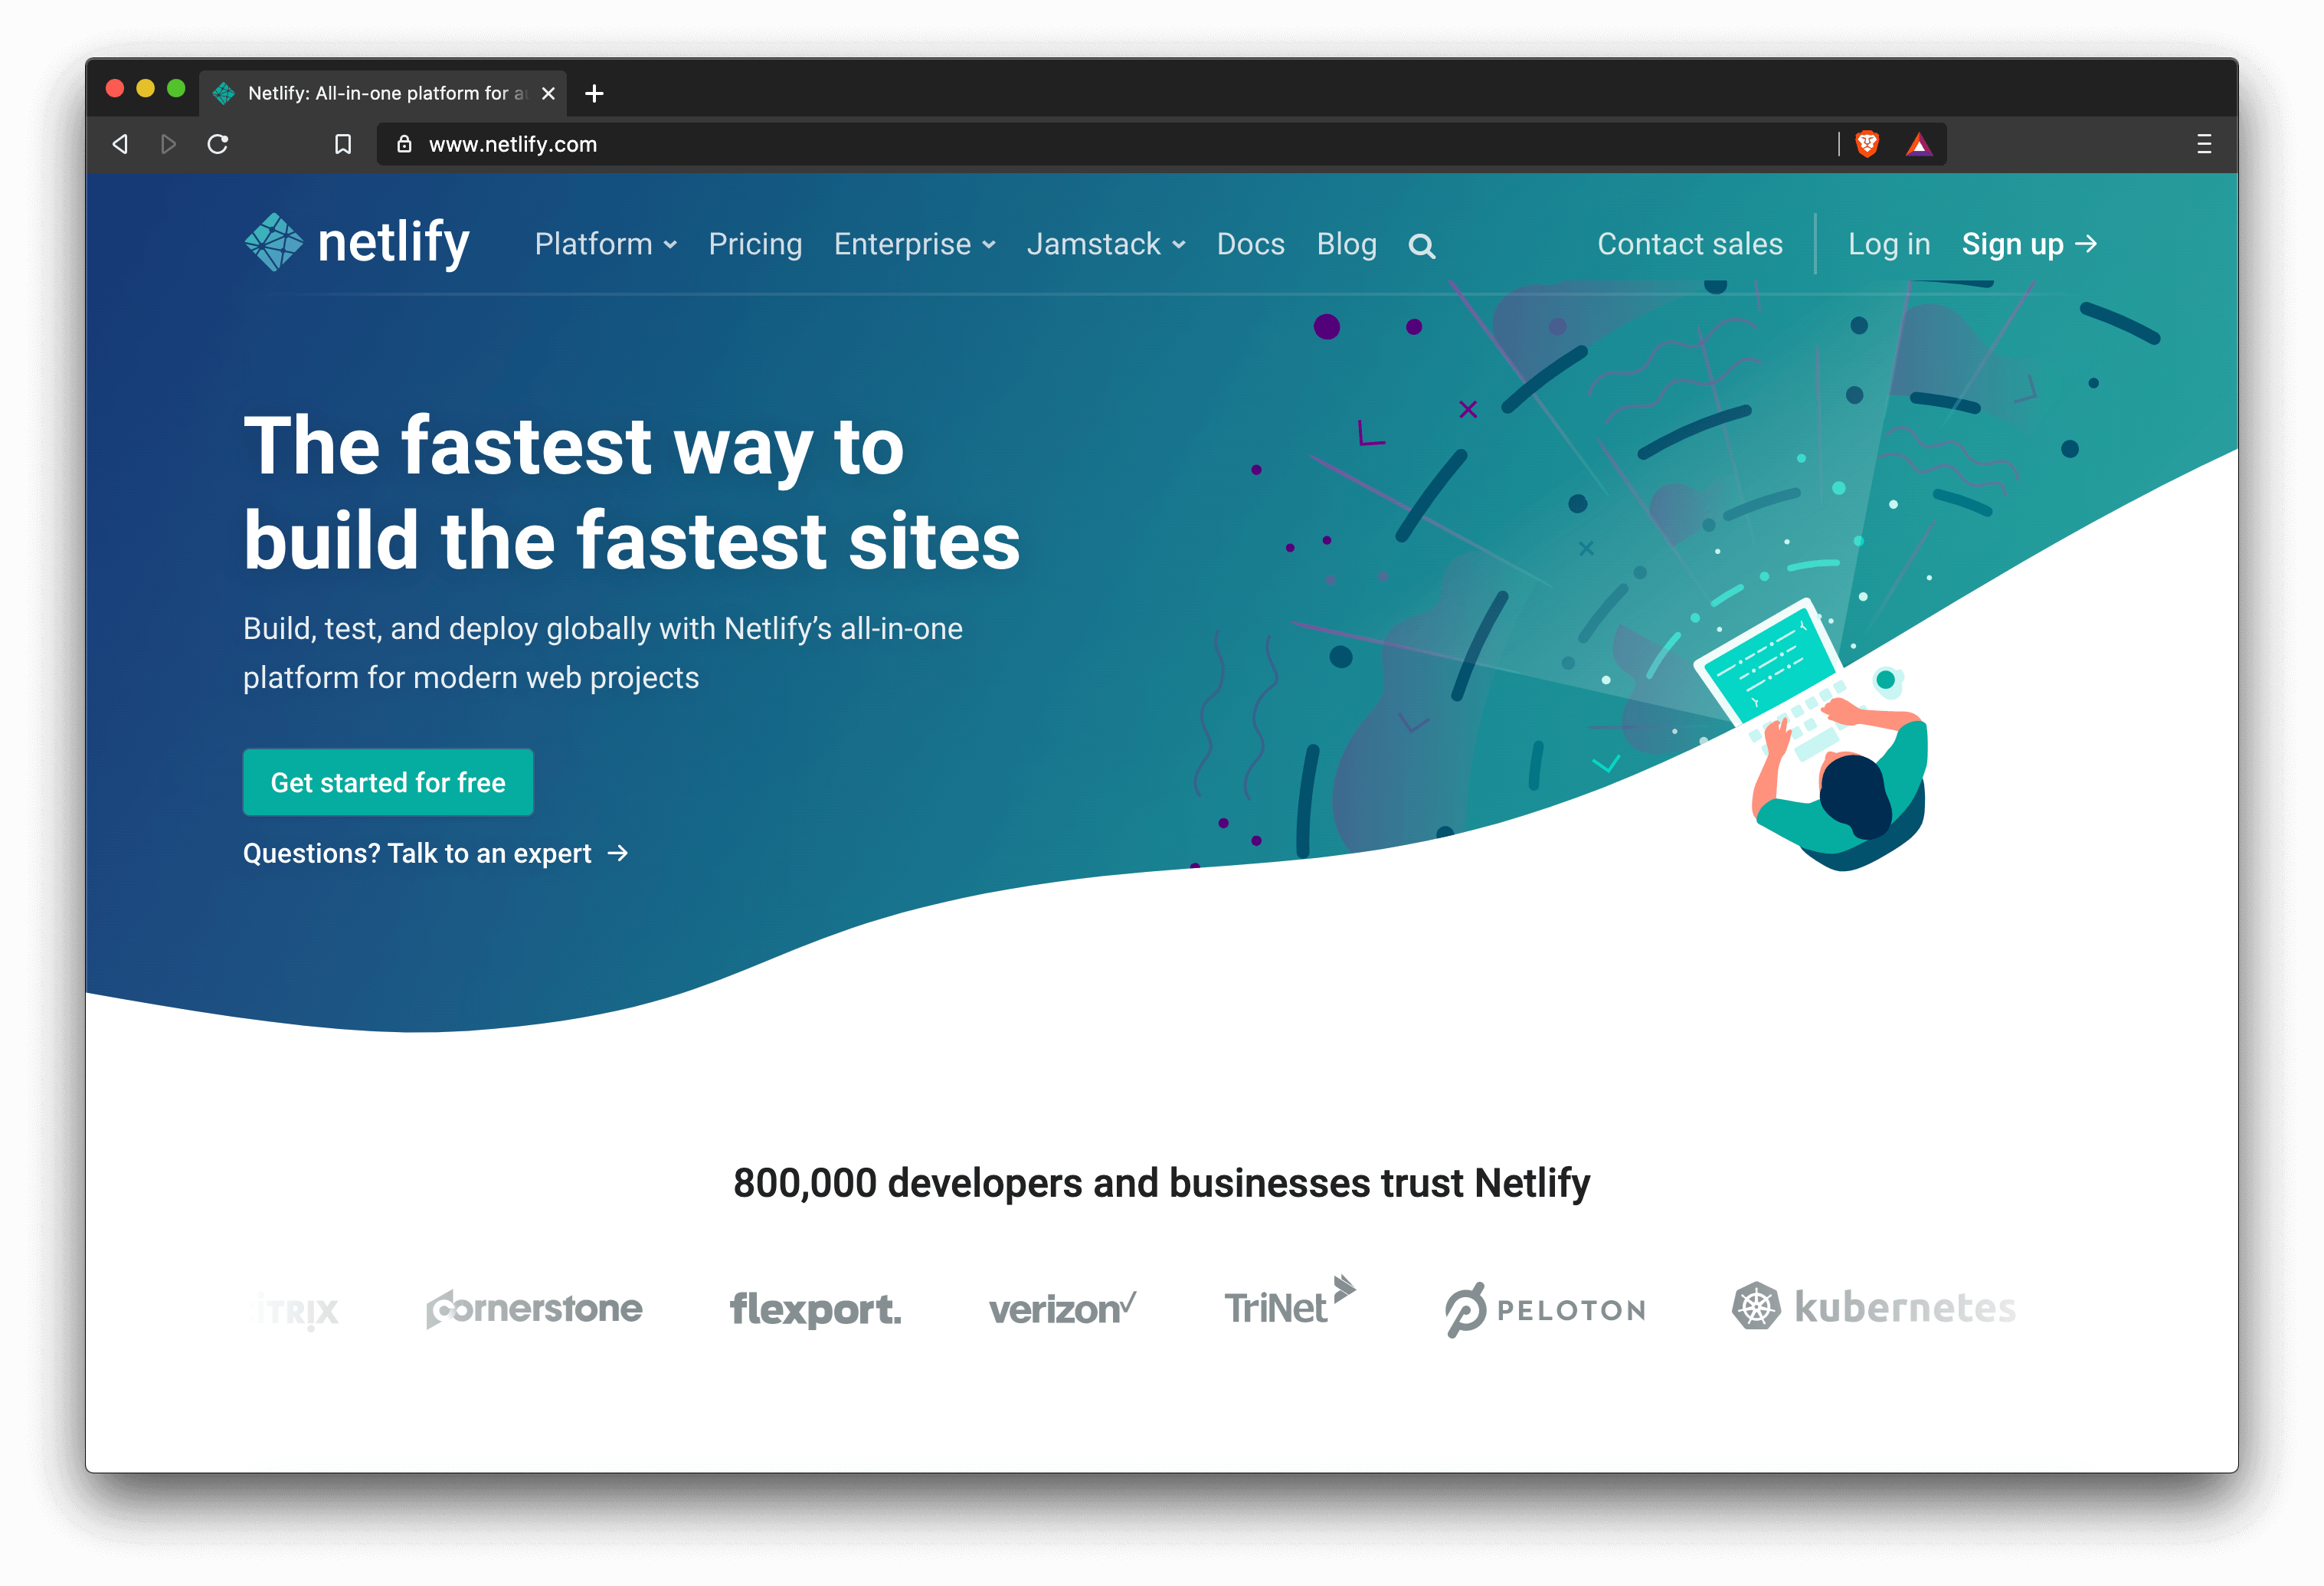 Netlify: All-in-one platform for
www.netlify.com
netlify Platform Pricing Enterprise Jamstack Docs Blog Contact sales Log in Sign up →
The fastest way to
build the fastest sites
Build, test, and deploy globally with Netlify’s all-in-one
platform for modern web projects
Get started for free
Questions? Talk to an expert →
800,000 developers and businesses trust Netlify
iTRIX cornerstone flexport. verizon✓ TriNet PELOTON kubernetes